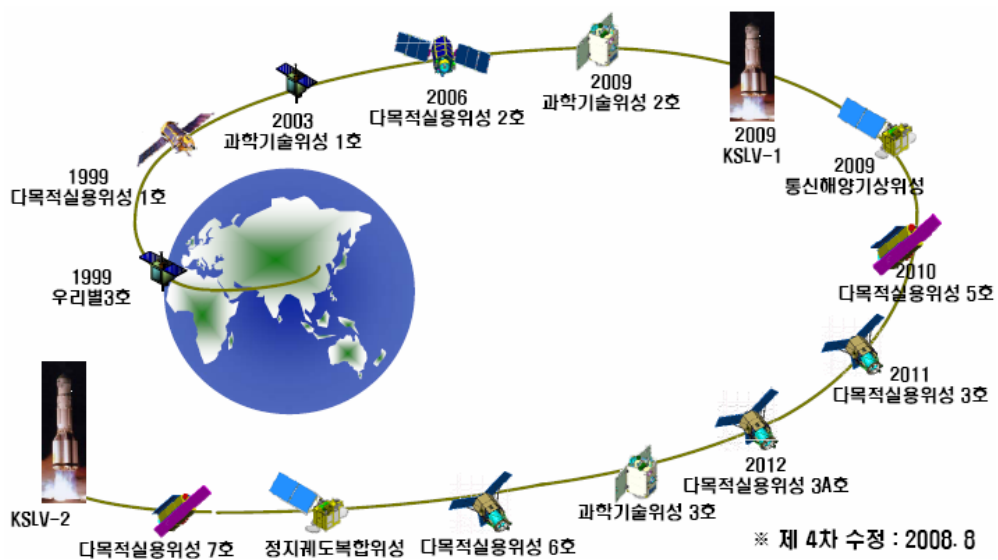 1999
우리별3호
1999
다목적실용위성 1호
2003
과학기술위성 1호
2006
다목적실용위성 2호
2009
과학기술위성 2호
2009
KSLV-1
2009
통신해양기상위성
2010
다목적실용위성 5호
2011
다목적실용위성 3호
2012
다목적실용위성 3A호
과학기술위성 3호
다목적실용위성 6호
정지궤도복합위성
다목적실용위성 7호
KSLV-2
※ 제 4차 수정 : 2008. 8